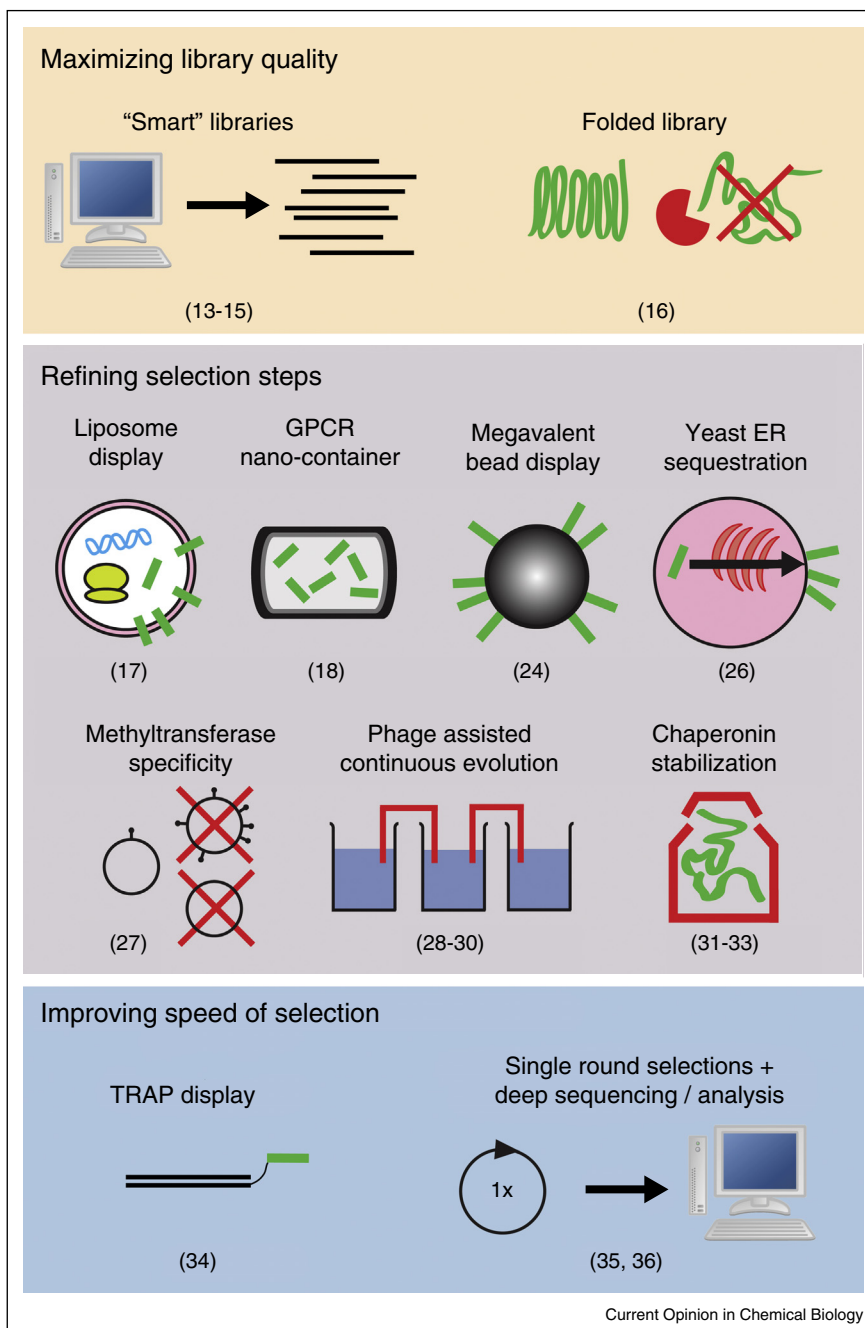 Maximizing library quality
“Smart” libraries
Folded library
(13-15)
(16)
Refining selection steps
Liposome
display
GPCR
nano-container
Megavalent
bead display
Yeast ER
sequestration
(17)
(18)
(24)
(26)
Methyltransferase
specificity
Phage assisted
continuous evolution
Chaperonin
stabilization
(27)
(28-30)
(31-33)
Improving speed of selection
TRAP display
Single round selections +
deep sequencing / analysis
1x
(34)
(35, 36)
Current Opinion in Chemical Biology